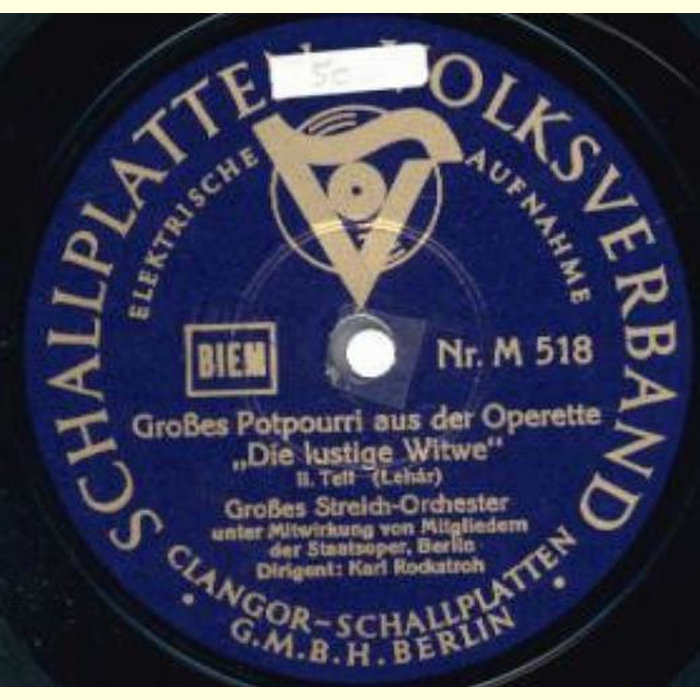 SCHALLPLATTEN VOLKSVERBAND
5c
ELEKTRISCHE AUFNAHME
BIEM
Nr. M 518
Großes Potpourri aus der Operette
„Die lustige Witwe"
II. Teil (Lehár)
Großes Streich-Orchester
unter Mitwirkung von Mitgliedern
der Staatsoper, Berlin
Dirigent: Karl Rockstroh
CLANGOR-SCHALLPLATTEN
G.M.B.H. BERLIN